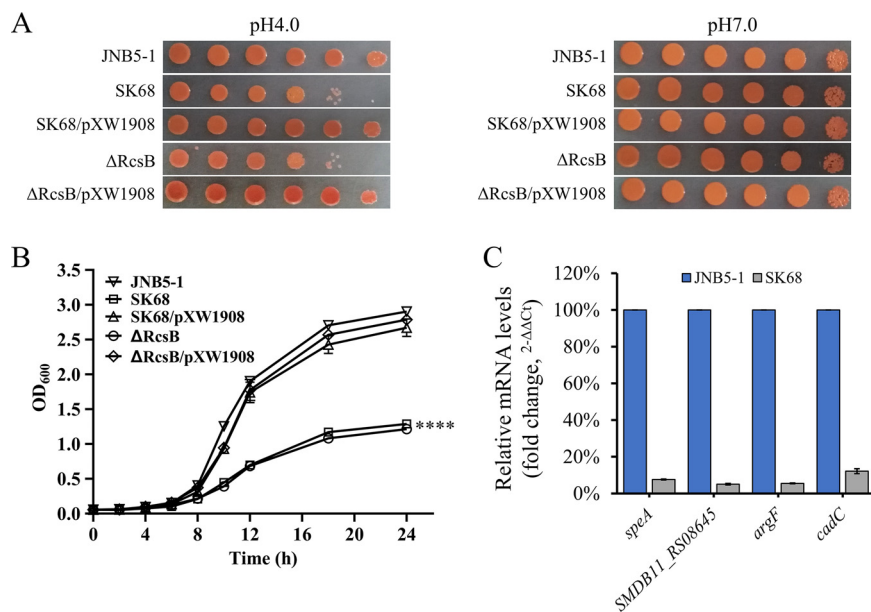 A
pH4.0
pH7.0
JNB5-1
SK68
SK68/pXW1908
ΔRcsB
ΔRcsB/pXW1908
JNB5-1
SK68
SK68/pXW1908
ΔRcsB
ΔRcsB/pXW1908
B
3.5
3.0
2.5
2.0
1.5
1.0
0.5
0.0
OD600
JNB5-1
SK68
SK68/pXW1908
ΔRcsB
ΔRcsB/pXW1908
****
0 4 8 12 16 20 24
Time (h)
C
Relative mRNA levels
(fold change, 2-ΔΔCt)
120%
100%
80%
60%
40%
20%
0%
JNB5-1 SK68
speA
SMDB11_RS08645
argF
cadC